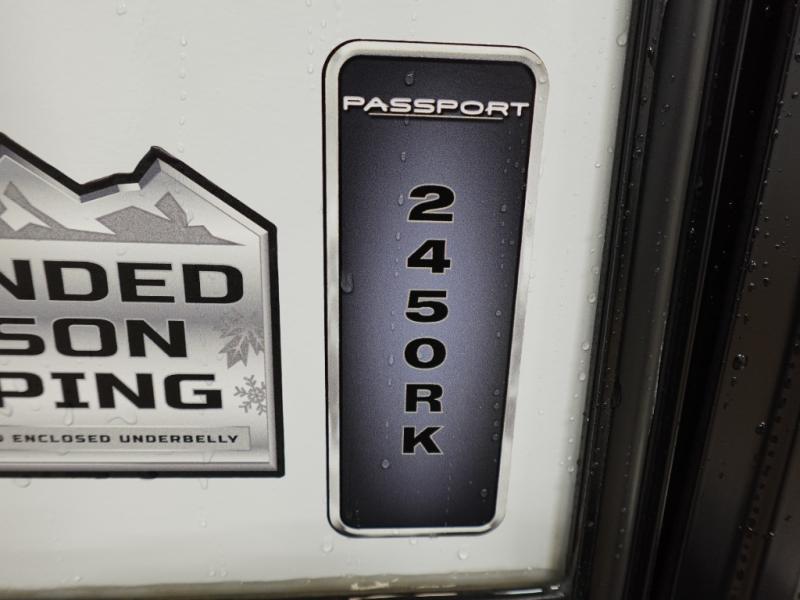 NDED
SON
PING
ENCLOSED UNDERBELLY
PASSPORT
2
4
5
0
R
K